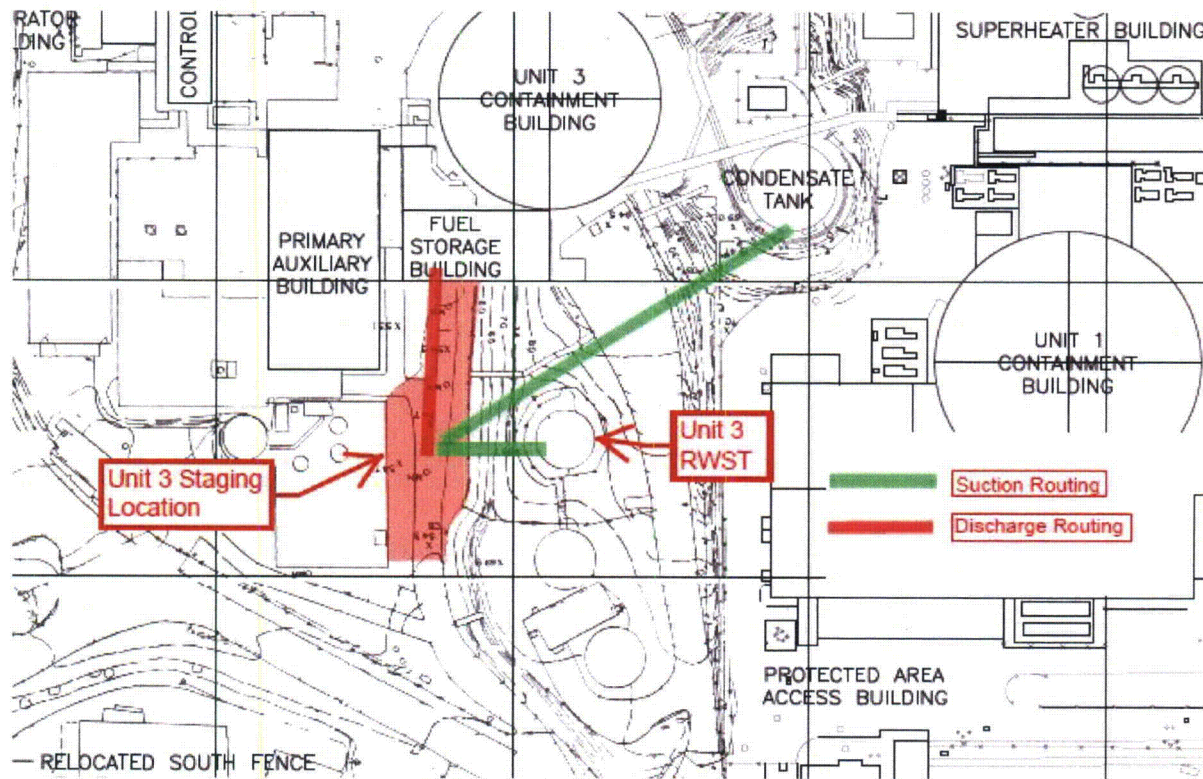 RATOR
DING
CONTROL
UNIT 3
CONTAINMENT
BUILDING
SUPERHEATER BUILDING
CONDENSATE
TANK
PRIMARY
AUXILIARY
BUILDING
FUEL
STORAGE
BUILDING
UNIT 1
CONTAINMENT
BUILDING
Unit 3
RWST
Unit 3 Staging
Location
Suction Routing
Discharge Routing
PROTECTED AREA
ACCESS BUILDING
RELOCATED SOUTH FENCE